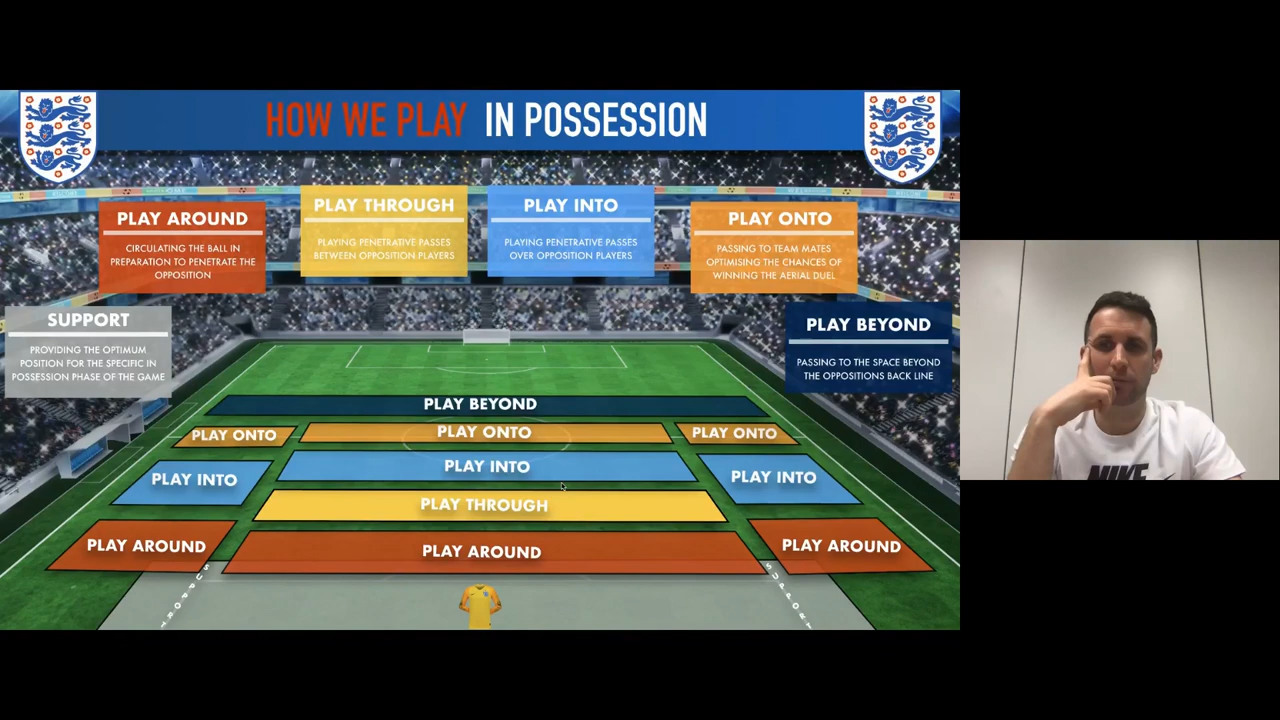 HOW WE PLAY IN POSSESSION
PLAY AROUND
CIRCULATING THE BALL IN
PREPARATION TO PENETRATE THE
OPPOSITION
PLAY THROUGH
PLAYING PENETRATIVE PASSES
BETWEEN OPPOSITION PLAYERS
PLAY INTO
PLAYING PENETRATIVE PASSES
OVER OPPOSITION PLAYERS
PLAY ONTO
PASSING TO TEAM MATES
OPTIMISING THE CHANCES OF
WINNING THE AERIAL DUEL
SUPPORT
PROVIDING THE OPTIMUM
POSITION FOR THE SPECIFIC IN
POSSESSION PHASE OF THE GAME
PLAY BEYOND
PASSING TO THE SPACE BEYOND
THE OPPOSITIONS BACK LINE
PLAY BEYOND
PLAY ONTO
PLAY ONTO
PLAY ONTO
PLAY INTO
PLAY INTO
PLAY INTO
PLAY THROUGH
PLAY AROUND
PLAY AROUND
PLAY AROUND
SUPPORT
SUPPORT
NIKE